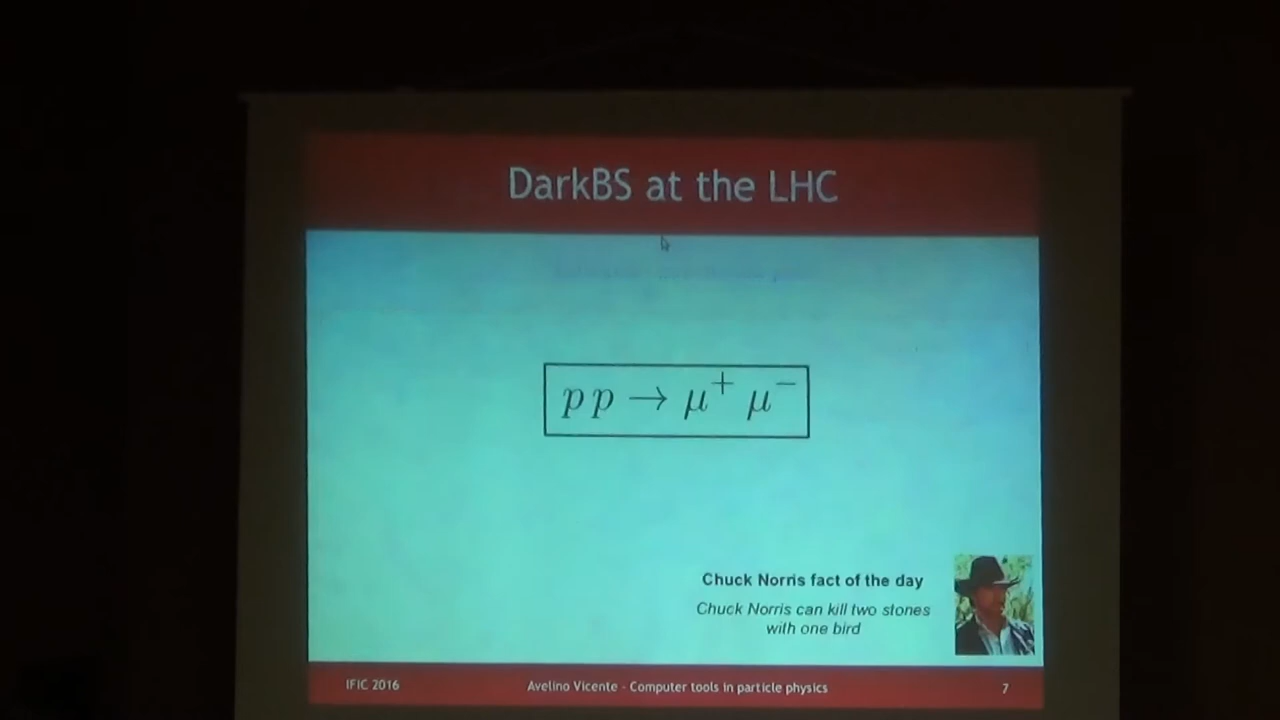 DarkBS at the LHC
p p → μ⁺ μ⁻
Chuck Norris fact of the day
Chuck Norris can kill two stones
with one bird
IFIC 2016
Avelino Vicente - Computer tools in particle physics
7